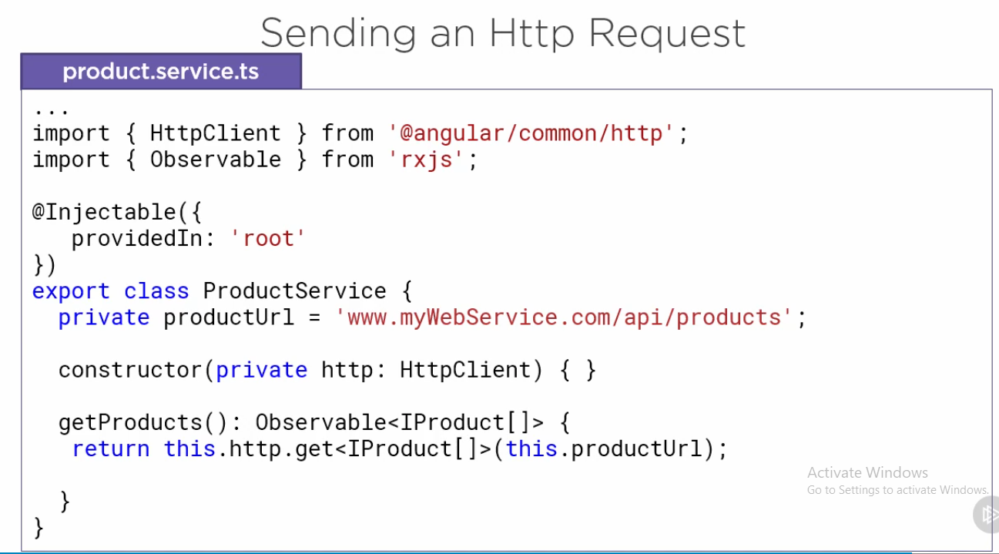 Sending an Http Request
product.service.ts
...
import { HttpClient } from '@angular/common/http';
import { Observable } from 'rxjs';
@Injectable({
providedIn: 'root'
})
export class ProductService {
private productUrl = 'www.myWebService.com/api/products';
constructor(private http: HttpClient) { }
getProducts(): Observable<IProduct[]> {
return this.http.get<IProduct[]>(this.productUrl);
}
}
Activate Windows
Go to Settings to activate Windows.